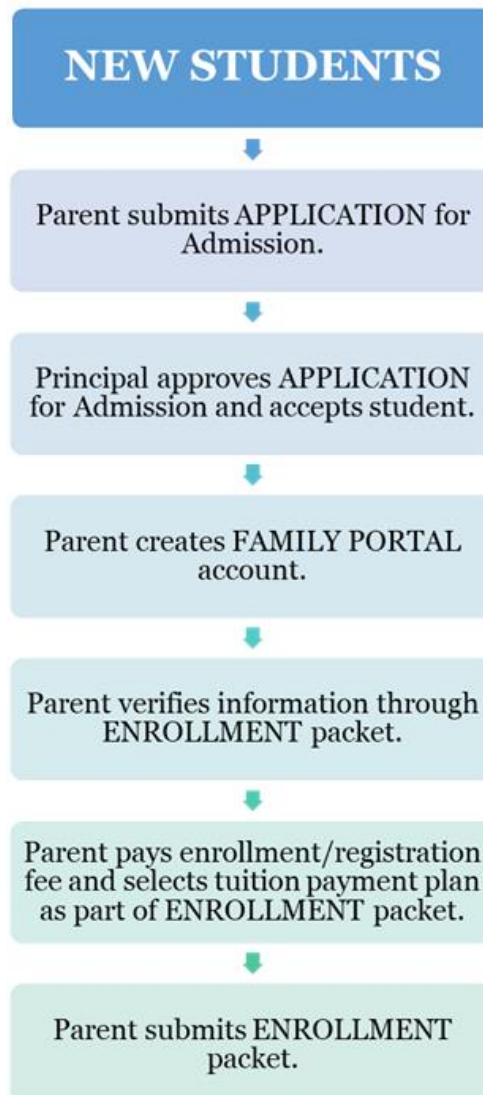 NEW STUDENTS
Parent submits APPLICATION for
Admission.
Principal approves APPLICATION
for Admission and accepts student.
Parent creates FAMILY PORTAL
account.
Parent verifies information through
ENROLLMENT packet.
Parent pays enrollment/registration
fee and selects tuition payment plan
as part of ENROLLMENT packet.
Parent submits ENROLLMENT
packet.